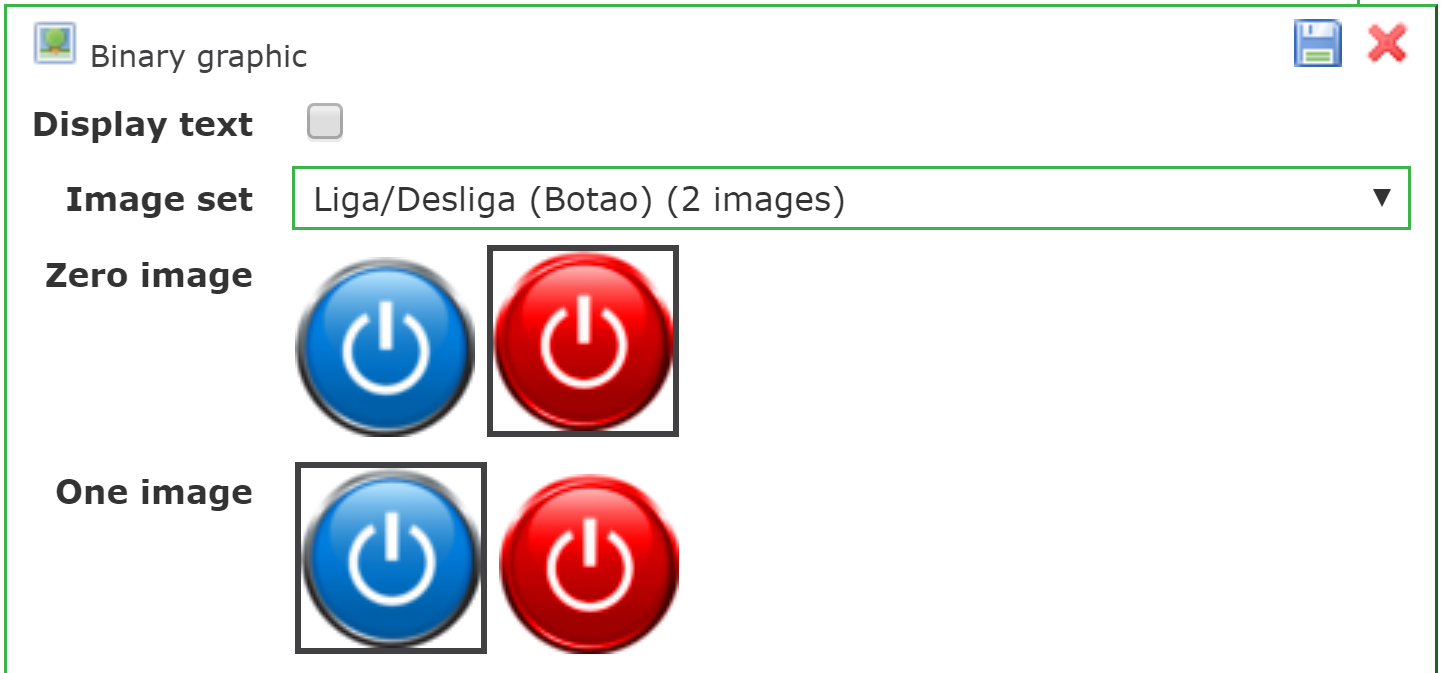 Binary graphic
Display text
Image set Liga/Desliga (Botao) (2 images)
Zero image
One image